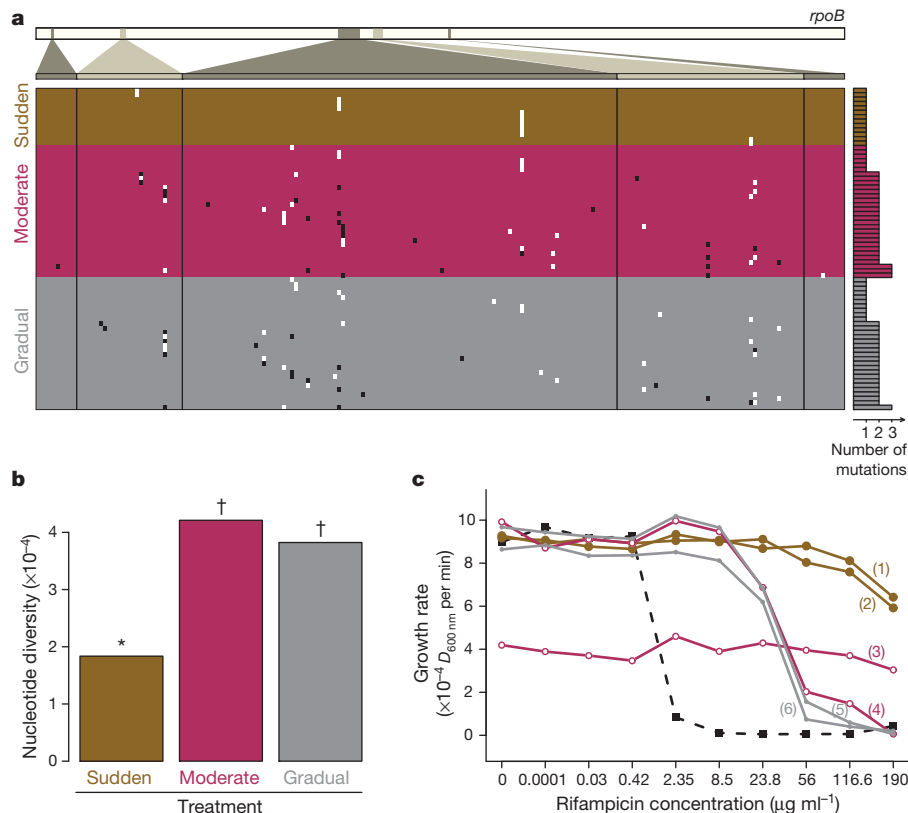 a
rpoB
Sudden
Moderate
Gradual
1 2 3
Number of
mutations
b
Nucleotide diversity (×10⁻⁴)
4
3
2
1
0
*
†
†
Sudden Moderate Gradual
Treatment
c
Growth rate
(×10⁻⁴ D₆₀₀ ₙₘ per min)
10
8
6
4
2
0
(1)
(2)
(3)
(4)
(5)
(6)
0 0.0001 0.03 0.42 2.35 8.5 23.8 56 116.6 190
Rifampicin concentration (μg ml⁻¹)